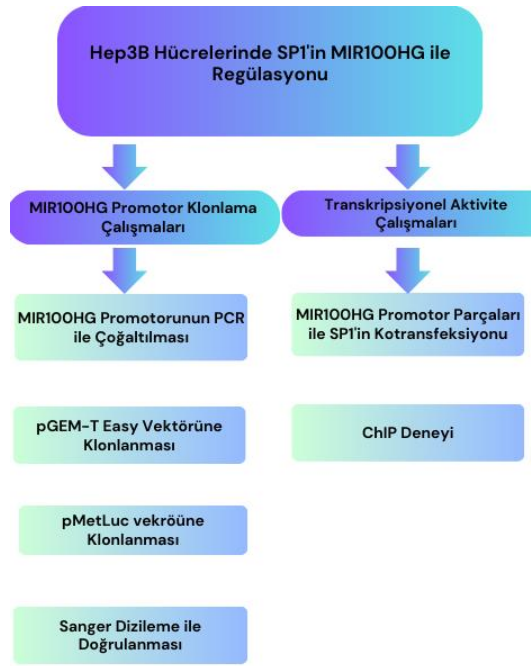 Hep3B Hücrelerinde SP1'in MIR100HG ile
Regülasyonu
MIR100HG Promotor Klonlama
Çalışmaları
Transkripsiyonel Aktivite
Çalışmaları
MIR100HG Promotorunun PCR
ile Çoğaltılması
MIR100HG Promotor Parçaları
ile SP1'in Kotransfeksiyonu
pGEM-T Easy Vektörüne
Klonlanması
ChIP Deneyi
pMetLuc vekröüne
Klonlanması
Sanger Dizileme ile
Doğrulanması